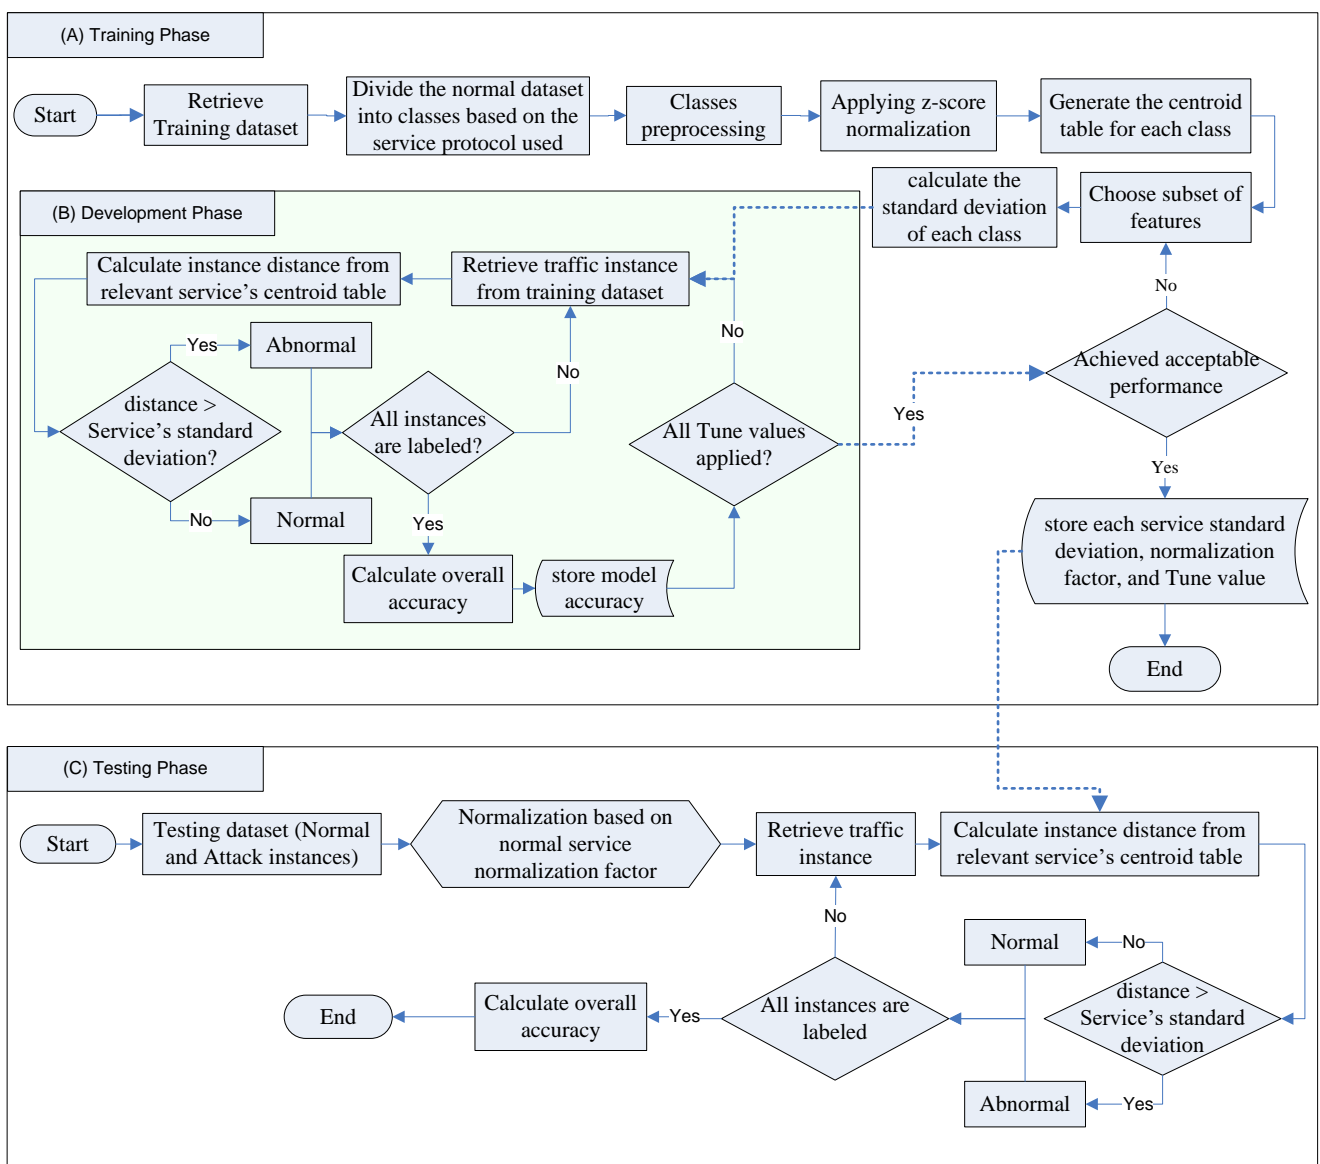 (A) Training Phase
Start
Retrieve
Training dataset
Divide the normal dataset
into classes based on the
service protocol used
Classes
preprocessing
Applying z-score
normalization
Generate the centroid
table for each class
calculate the
standard deviation
of each class
Choose subset of
features
(B) Development Phase
Calculate instance distance from
relevant service's centroid table
Retrieve traffic instance
from training dataset
No
No
Yes
Abnormal
No
Achieved acceptable
performance
distance >
Service's standard
deviation?
All instances
are labeled?
Yes
All Tune values
applied?
No
Normal
Yes
Yes
store each service standard
deviation, normalization
factor, and Tune value
Calculate overall
accuracy
store model
accuracy
End
(C) Testing Phase
Start
Testing dataset (Normal
and Attack instances)
Normalization based on
normal service
normalization factor
Retrieve traffic
instance
Calculate instance distance from
relevant service's centroid table
No
Normal
No
End
Calculate overall
accuracy
Yes
All instances are
labeled
distance >
Service's standard
deviation
Abnormal
Yes